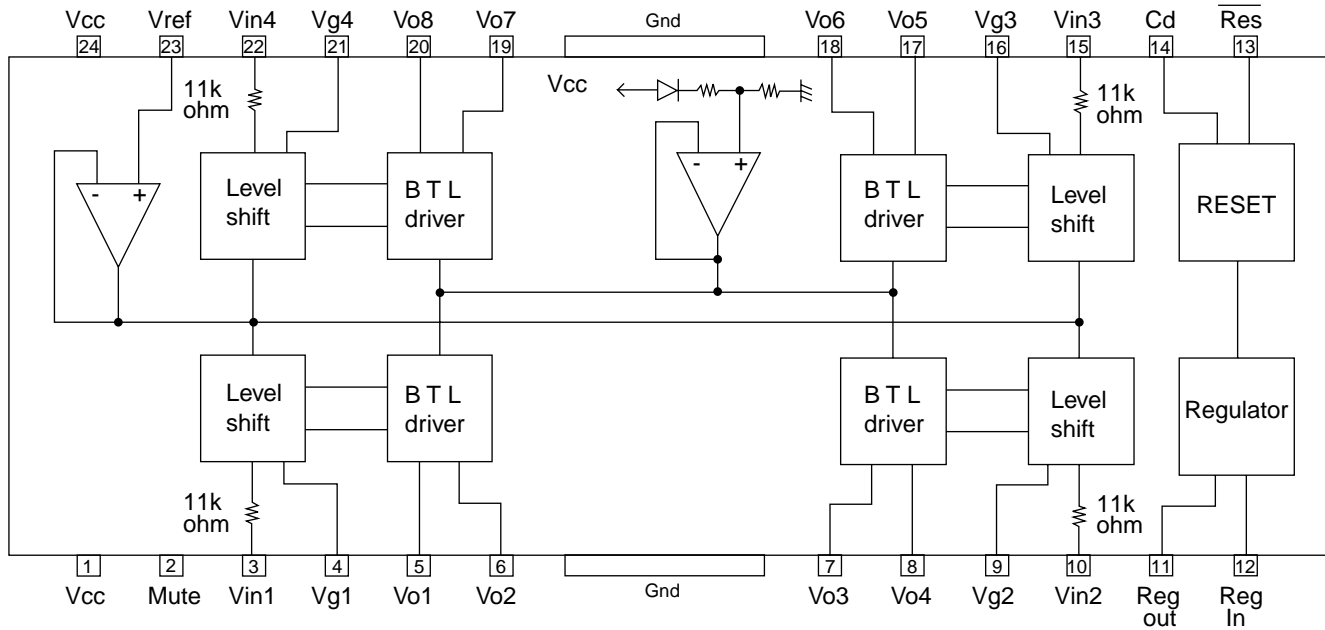 Vcc Vref Vin4 Vg4 Vo8 Vo7 Gnd Vo6 Vo5 Vg3 Vin3 Cd Res
24 23 22 21 20 19 18 17 16 15 14 13
11k
ohm
Vcc
11k
ohm
- +
Level
shift
B T L
driver
- +
B T L
driver
Level
shift
RESET
Level
shift
B T L
driver
B T L
driver
Level
shift
Regulator
11k
ohm
11k
ohm
1 2 3 4 5 6 7 8 9 10 11 12
Vcc Mute Vin1 Vg1 Vo1 Vo2 Gnd Vo3 Vo4 Vg2 Vin2 Reg
out
Reg
In